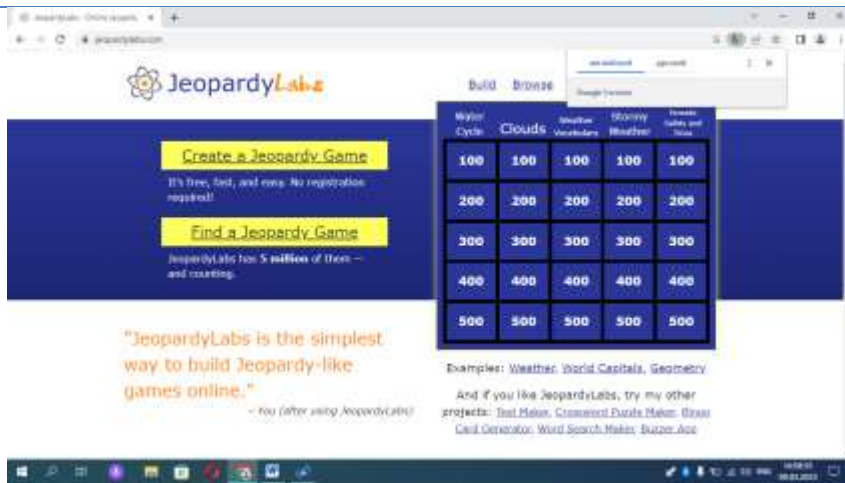 JeopardyLabs
Build Browse
Create a Jeopardy Game
It's free, fast, and easy. No registration
required!
Find a Jeopardy Game
JeopardyLabs has 5 million of them —
and counting.
Water Cycle Clouds Weather Vocabulary Stormy Weather
100 100 100 100 100
200 200 200 200 200
300 300 300 300 300
400 400 400 400 400
500 500 500 500 500
"JeopardyLabs is the simplest
way to build Jeopardy-like
games online."
- You (after using JeopardyLabs)
Examples: Weather, World Capitals, Geometry
And if you like JeopardyLabs, try my other
projects: Test Maker, Crossword Puzzle Maker, Bingo
Card Generator, Word Search Maker, Buzzer App